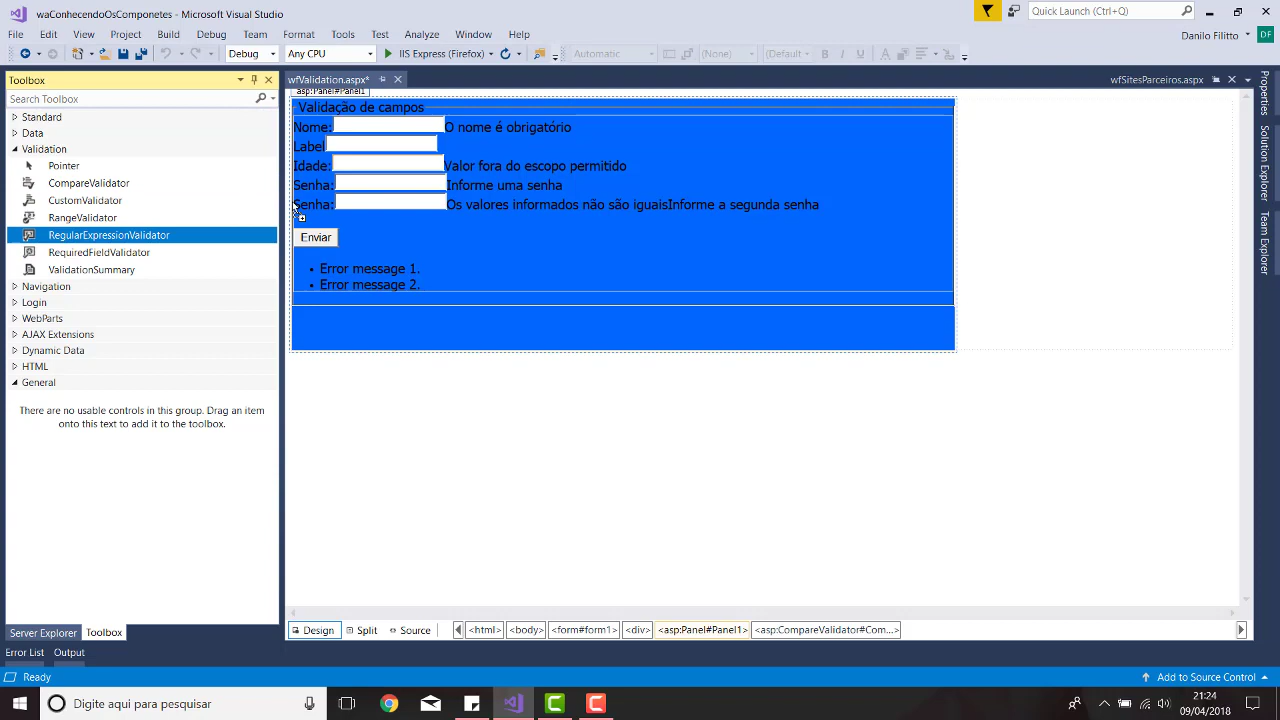 waConhecendoOsComponetes - Microsoft Visual Studio
Quick Launch (Ctrl+Q)
File Edit View Project Build Debug Team Format Table Tools Test Analyze Window Help
Danilo Filitto DF
Debug Any CPU IIS Express (Firefox) Automatic (None) (Default B I U A
Toolbox
Search Toolbox
Standard
Data
Validation
Pointer
CompareValidator
CustomValidator
RangeValidator
RegularExpressionValidator
RequiredFieldValidator
ValidationSummary
Navigation
Login
WebParts
AJAX Extensions
Dynamic Data
HTML
General
There are no usable controls in this group. Drag an item
onto this text to add it to the toolbox.
Server Explorer Toolbox
wfValidation.aspx* wfSitesParceiros.aspx
asp:Panel#Panel1
Validação de campos
Nome: O nome é obrigatório
Label
Idade: Valor fora do escopo permitido
Senha: Informe uma senha
Senha: Os valores informados não são iguaisInforme a segunda senha
Enviar
• Error message 1.
• Error message 2.
Design Split Source <html> <body> <form#form1> <div> <asp:Panel#Panel1> <asp:CompareValidator#Com...>
Properties
Solution Explorer
Team Explorer
Error List Output
Ready Add to Source Control
Digite aqui para pesquisar
21:24
09/04/2018